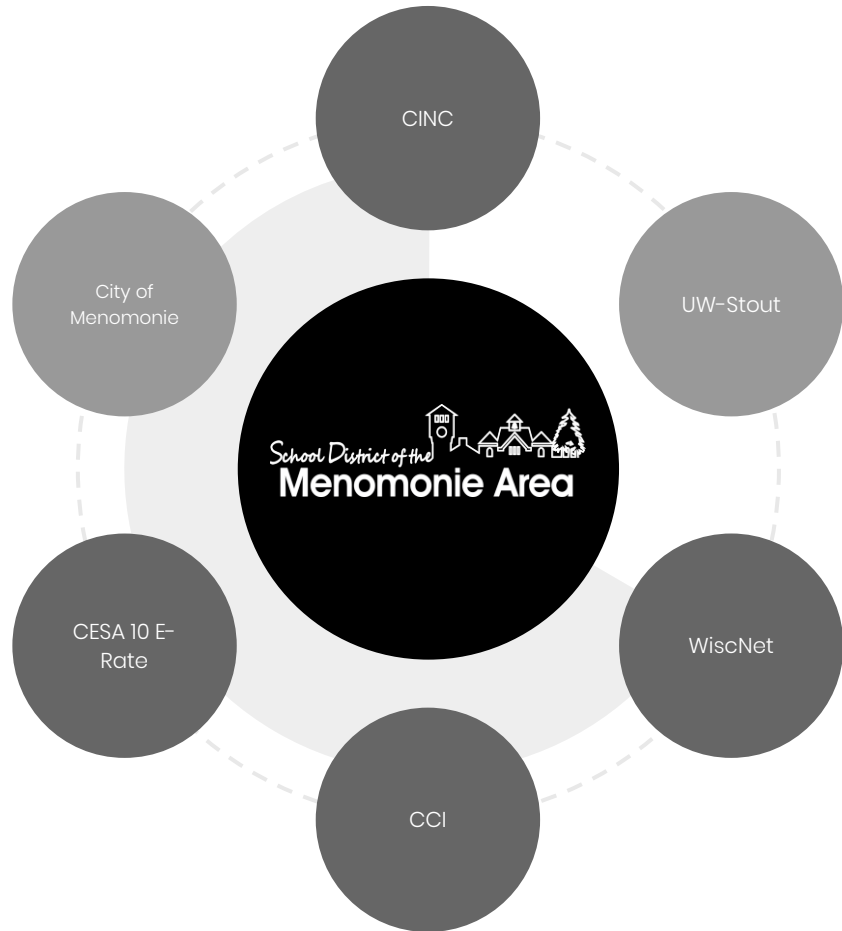 CINC
City of
Menomonie
UW-Stout
School District of the
Menomonie Area
CESA 10 E-
Rate
WiscNet
CCI